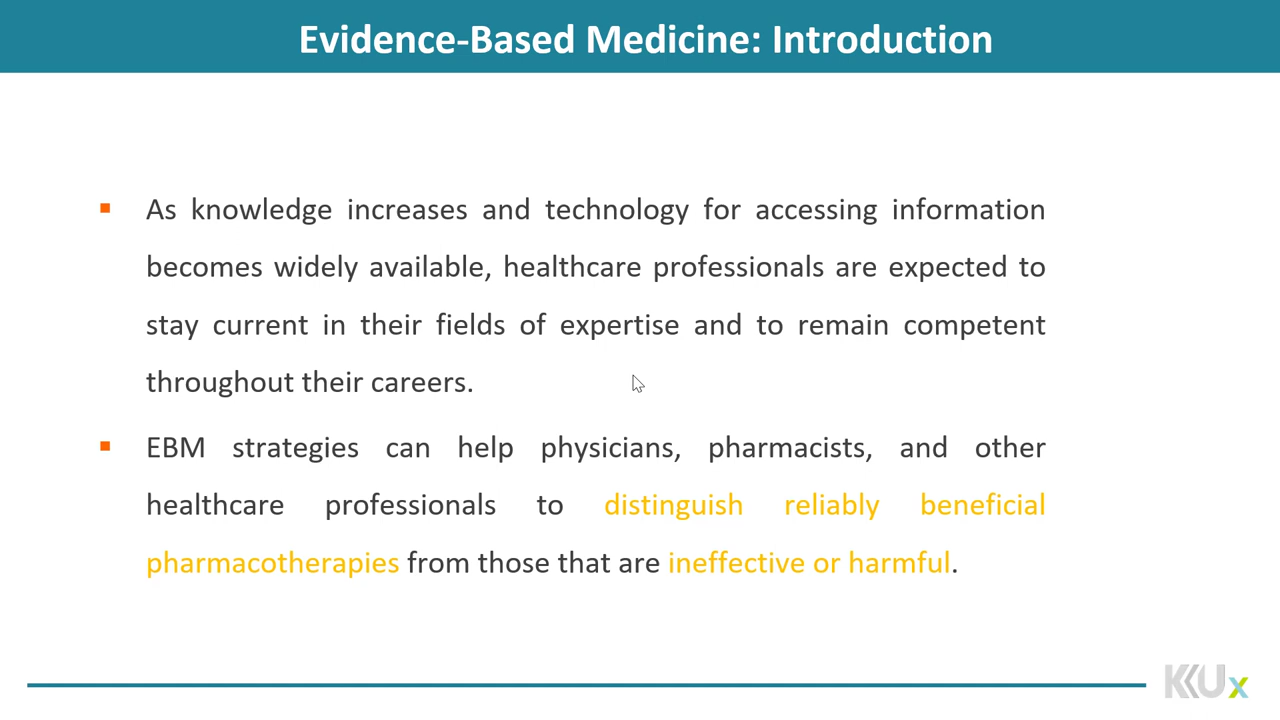 Evidence-Based Medicine: Introduction
As knowledge increases and technology for accessing information
becomes widely available, healthcare professionals are expected to
stay current in their fields of expertise and to remain competent
throughout their careers.
EBM strategies can help physicians, pharmacists, and other
healthcare professionals to distinguish reliably beneficial
pharmacotherapies from those that are ineffective or harmful.
KKUx